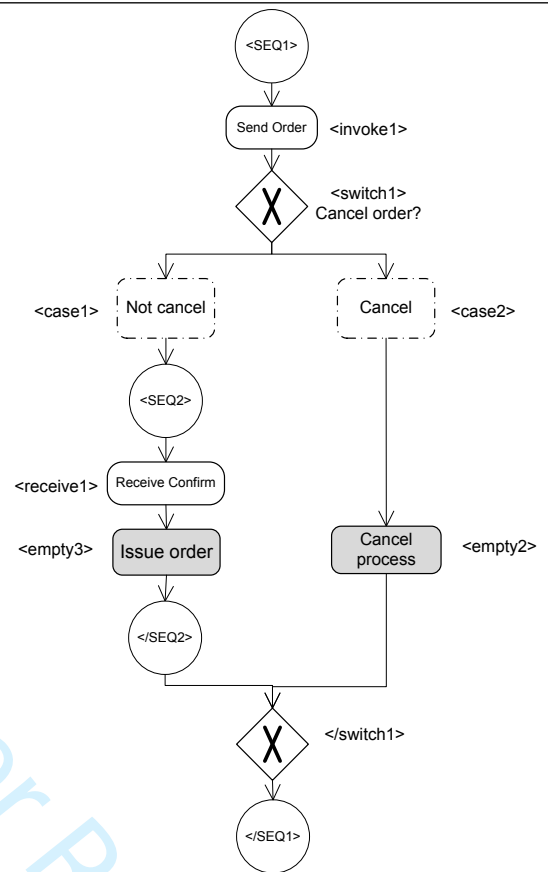 <SEQ1>
Send Order
<invoke1>
X
<switch1>
Cancel order?
<case1>
Not cancel
Cancel
<case2>
<SEQ2>
<receive1>
Receive Confirm
<empty3>
Issue order
Cancel
process
<empty2>
</SEQ2>
X
</switch1>
</SEQ1>